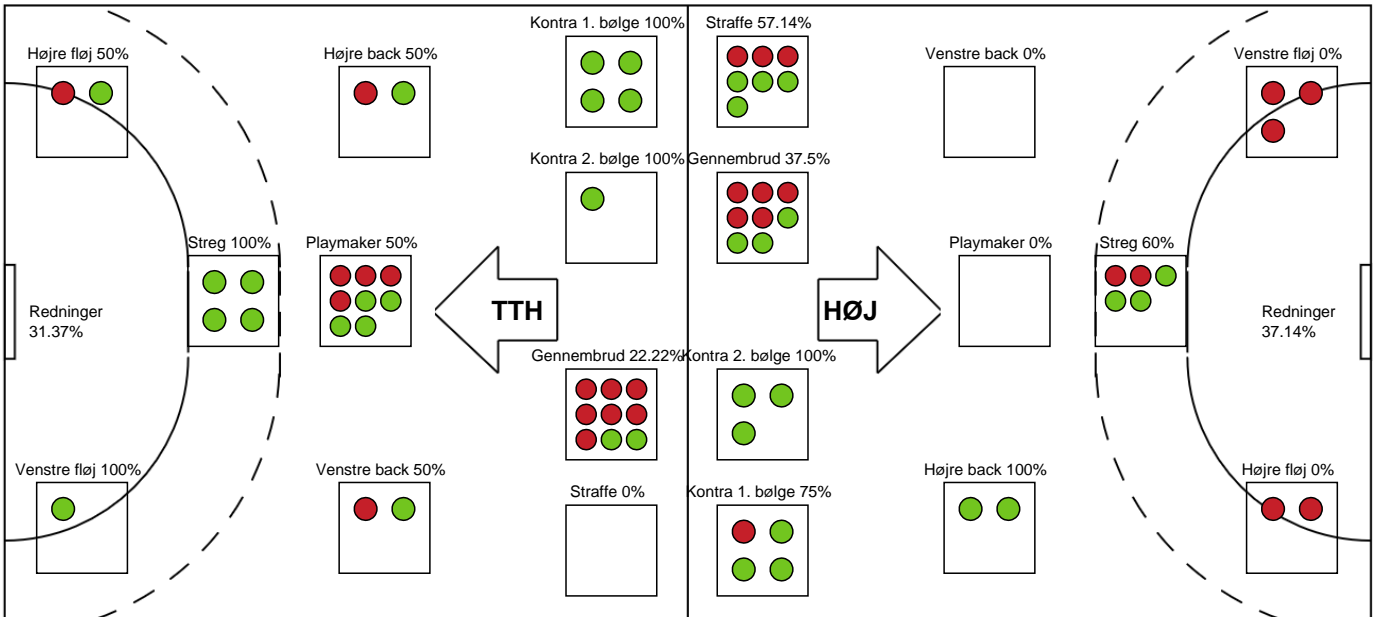 Kontra 1. bølge 100%
Straffe 57.14%
Højre fløj 50%
Højre back 50%
Venstre back 0%
Venstre fløj 0%
Kontra 2. bølge 100%
Gennembrud 37.5%
Streg 100%
Playmaker 50%
Playmaker 0%
Streg 60%
Redninger
31.37%
TTH
HØJ
Redninger
37.14%
Gennembrud 22.22%
Kontra 2. bølge 100%
Venstre fløj 100%
Venstre back 50%
Straffe 0%
Kontra 1. bølge 75%
Højre back 100%
Højre fløj 0%